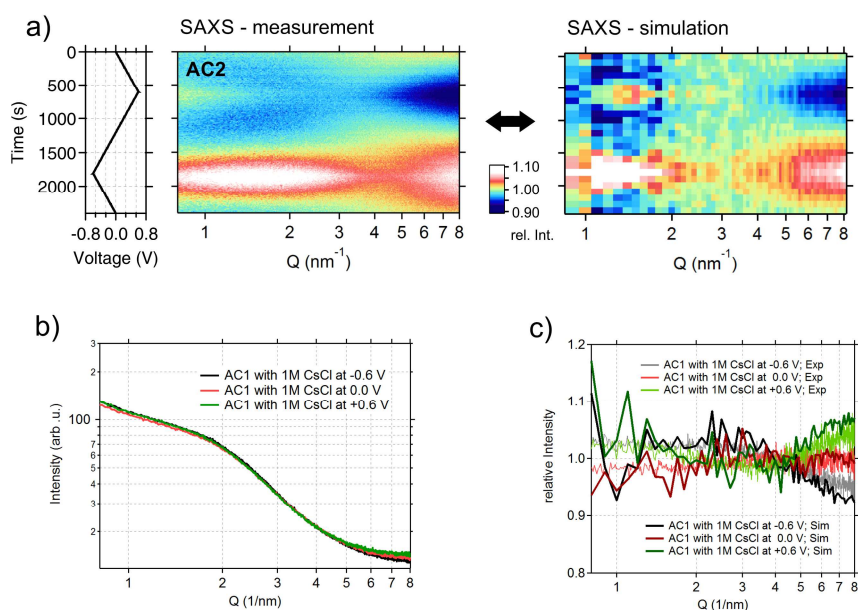 a)
SAXS - measurement
SAXS - simulation
AC2
Time (s)
0
500
1000
1500
2000
-0.8 0.0 0.8
Voltage (V)
1 2 3 4 5 6 7 8
Q (nm-1)
1.10
1.00
0.90
rel. Int.
1 2 3 4 5 6 7 8
Q (nm-1)
b)
Intensity (arb .u.)
3
2
100
7
6
5
4
3
2
AC1 with 1M CsCl at -0.6 V
AC1 with 1M CsCl at 0.0 V
AC1 with 1M CsCl at +0.6 V
1 2 3 4 5 6 7 8
Q (1/nm)
c)
relative Intensity
1.2
1.1
1.0
0.9
0.8
AC1 with 1M CsCl at -0.6 V; Exp
AC1 with 1M CsCl at 0.0 V; Exp
AC1 with 1M CsCl at +0.6 V; Exp
AC1 with 1M CsCl at -0.6 V; Sim
AC1 with 1M CsCl at 0.0 V; Sim
AC1 with 1M CsCl at +0.6 V; Sim
1 2 3 4 5 6 7 8
Q (1/nm)